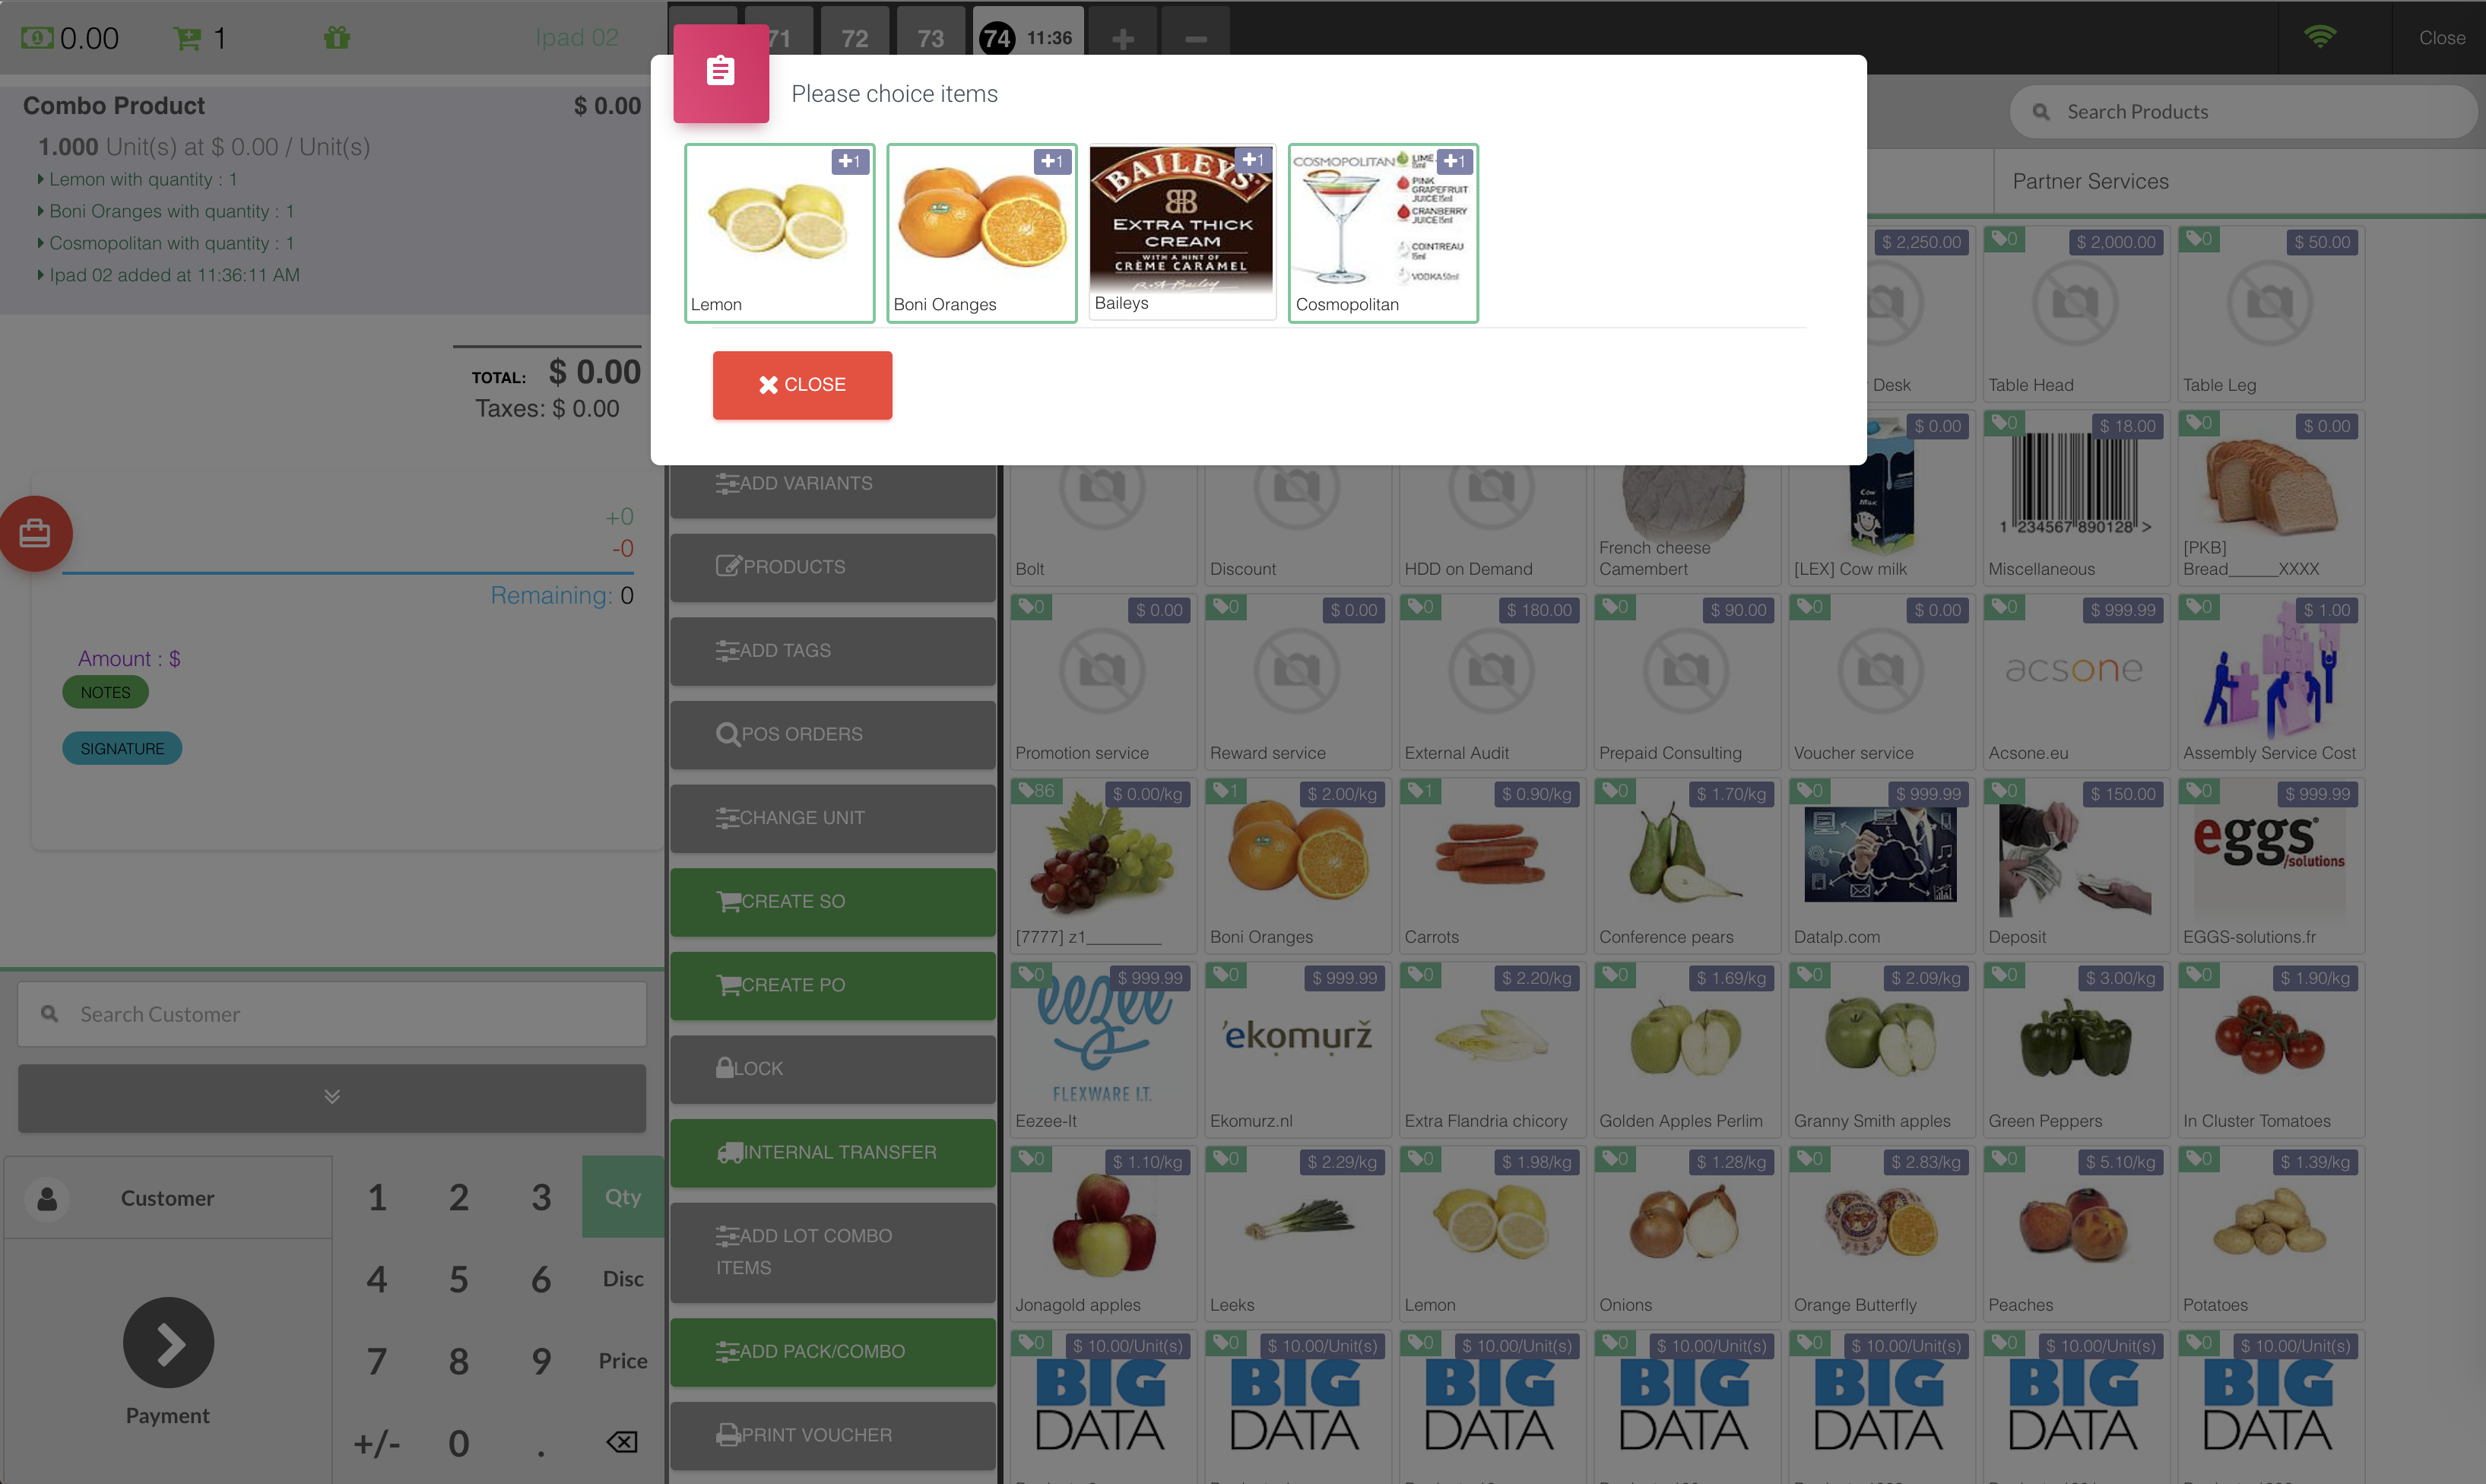 0.00
1
Ipad 02
71
72
73
74 11:36
Close
Combo Product
$ 0.00
1.000 Unit(s) at $ 0.00 / Unit(s)
Lemon with quantity : 1
Boni Oranges with quantity : 1
Cosmopolitan with quantity : 1
Ipad 02 added at 11:36:11 AM
TOTAL: $ 0.00
Taxes: $ 0.00
+0
-0
Remaining: 0
Amount : $
NOTES
SIGNATURE
Search Customer
Customer
Payment
1 2 3 Qty
4 5 6 Disc
7 8 9 Price
+/- 0 .
Please choice items
+1
Lemon
+1
Boni Oranges
+1
BAILEYS
EXTRA THICK
CREAM
WITH A HINT OF
CRÈME CARAMEL
Baileys
+1
COSMOPOLITAN
LIME
PINK
GRAPEFRUIT
JUICE 15ml
CRANBERRY
JUICE 15ml
COINTREAU
15ml
VODKA 50ml
Cosmopolitan
CLOSE
Search Products
Partner Services
ADD VARIANTS
PRODUCTS
ADD TAGS
POS ORDERS
CHANGE UNIT
CREATE SO
CREATE PO
LOCK
INTERNAL TRANSFER
ADD LOT COMBO
ITEMS
ADD PACK/COMBO
PRINT VOUCHER
$ 2,250.00
Desk
0 $ 2,000.00
Table Head
0 $ 50.00
Table Leg
Bolt
Discount
HDD on Demand
French cheese
Camembert
$ 0.00
Cow
Milk
[LEX] Cow milk
0 $ 18.00
1 234567 890128 >
Miscellaneous
0 $ 0.00
[PKB]
Bread______XXXX
0 $ 0.00
Promotion service
0 $ 0.00
Reward service
0 $ 180.00
External Audit
0 $ 90.00
Prepaid Consulting
0 $ 0.00
Voucher service
0 $ 999.99
acsone
Acsone.eu
0 $ 1.00
Assembly Service Cost
86 $ 0.00/kg
[7777] z1_________
1 $ 2.00/kg
Boni Oranges
1 $ 0.90/kg
Carrots
0 $ 1.70/kg
Conference pears
0 $ 999.99
Datalp.com
0 $ 150.00
Deposit
0 $ 999.99
eggs
/solutions
EGGS-solutions.fr
0 $ 999.99
eezee
FLEXWARE I.T.
Eezee-It
0 $ 999.99
'ekomurž
Ekomurz.nl
0 $ 2.20/kg
Extra Flandria chicory
0 $ 1.69/kg
Golden Apples Perlim
0 $ 2.09/kg
Granny Smith apples
0 $ 3.00/kg
Green Peppers
0 $ 1.90/kg
In Cluster Tomatoes
0 $ 1.10/kg
Jonagold apples
0 $ 2.29/kg
Leeks
0 $ 1.98/kg
Lemon
0 $ 1.28/kg
Onions
0 $ 2.83/kg
Orange Butterfly
0 $ 5.10/kg
Peaches
0 $ 1.39/kg
Potatoes
0 $ 10.00/Unit(s)
BIG
DATA
0 $ 10.00/Unit(s)
BIG
DATA
0 $ 10.00/Unit(s)
BIG
DATA
0 $ 10.00/Unit(s)
BIG
DATA
0 $ 10.00/Unit(s)
BIG
DATA
0 $ 10.00/Unit(s)
BIG
DATA
0 $ 10.00/Unit(s)
BIG
DATA